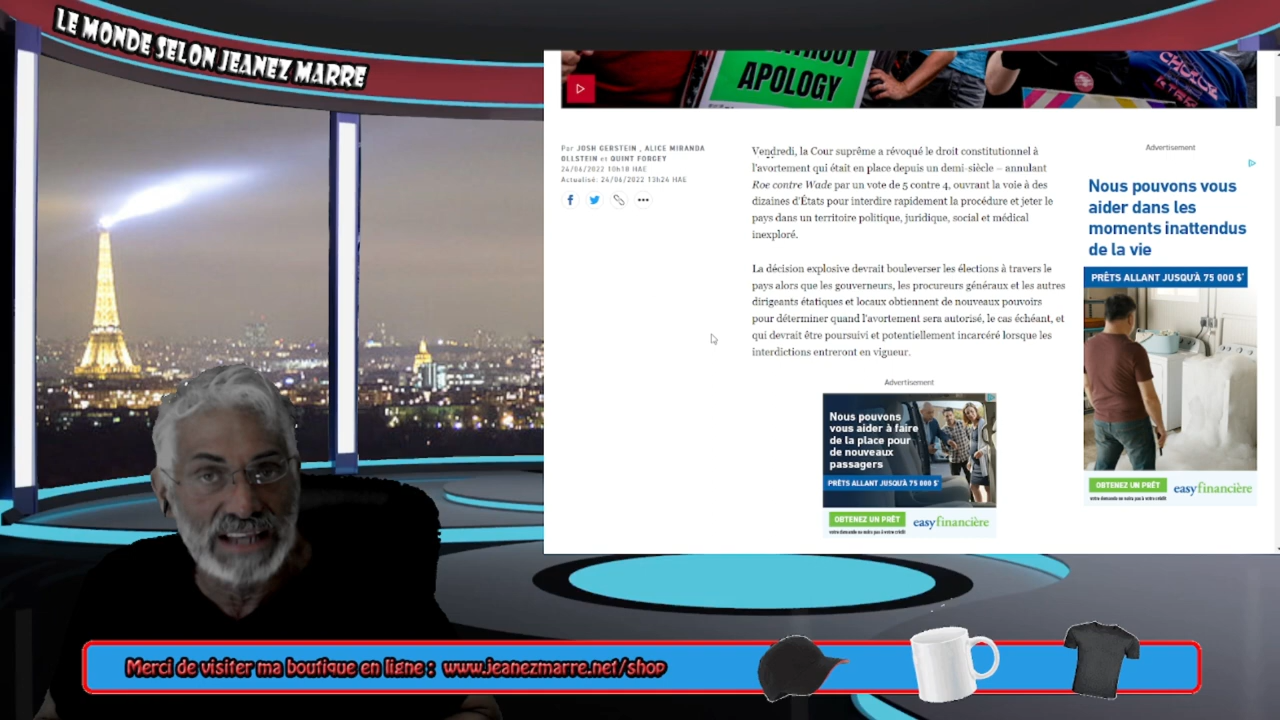 LE MONDE SELON JEANEZ MARRE
WITHOUT
APOLOGY
Par JOSH GERSTEIN , ALICE MIRANDA
OLLSTEIN et QUINT FORGEY
24/06/2022 10h18 HAE
Actualisé: 24/06/2022 13h24 HAE
Vendredi, la Cour suprême a révoqué le droit constitutionnel à
l'avortement qui était en place depuis un demi-siècle – annulant
Roe contre Wade par un vote de 5 contre 4, ouvrant la voie à des
dizaines d'États pour interdire rapidement la procédure et jeter le
pays dans un territoire politique, juridique, social et médical
inexploré.
La décision explosive devrait bouleverser les élections à travers le
pays alors que les gouverneurs, les procureurs généraux et les autres
dirigeants étatiques et locaux obtiennent de nouveaux pouvoirs
pour déterminer quand l'avortement sera autorisé, le cas échéant, et
qui devrait être poursuivi et potentiellement incarcéré lorsque les
interdictions entreront en vigueur.
Advertisement
Nous pouvons
vous aider à faire
de la place pour
de nouveaux
passagers
PRÊTS ALLANT JUSQU'À 75 000 $*
OBTENEZ UN PRÊT
easyfinancière
Advertisement
Nous pouvons vous
aider dans les
moments inattendus
de la vie
PRÊTS ALLANT JUSQU'À 75 000 $*
OBTENEZ UN PRÊT
easyfinancière
Merci de visiter ma boutique en ligne : www.jeanezmarre.net/shop